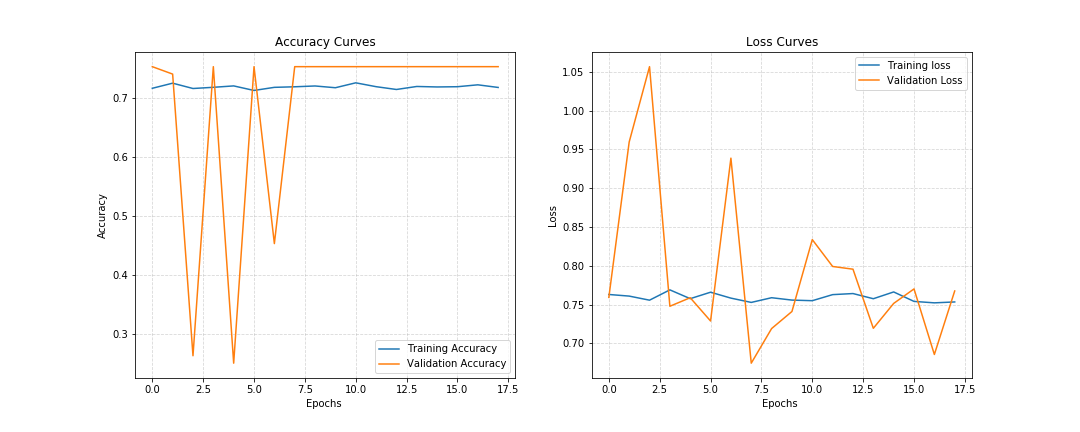 Accuracy Curves
Accuracy
0.7
0.6
0.5
0.4
0.3
Training Accuracy
Validation Accuracy
0.0 2.5 5.0 7.5 10.0 12.5 15.0 17.5
Epochs
Loss Curves
Loss
1.05
1.00
0.95
0.90
0.85
0.80
0.75
0.70
Training loss
Validation Loss
0.0 2.5 5.0 7.5 10.0 12.5 15.0 17.5
Epochs